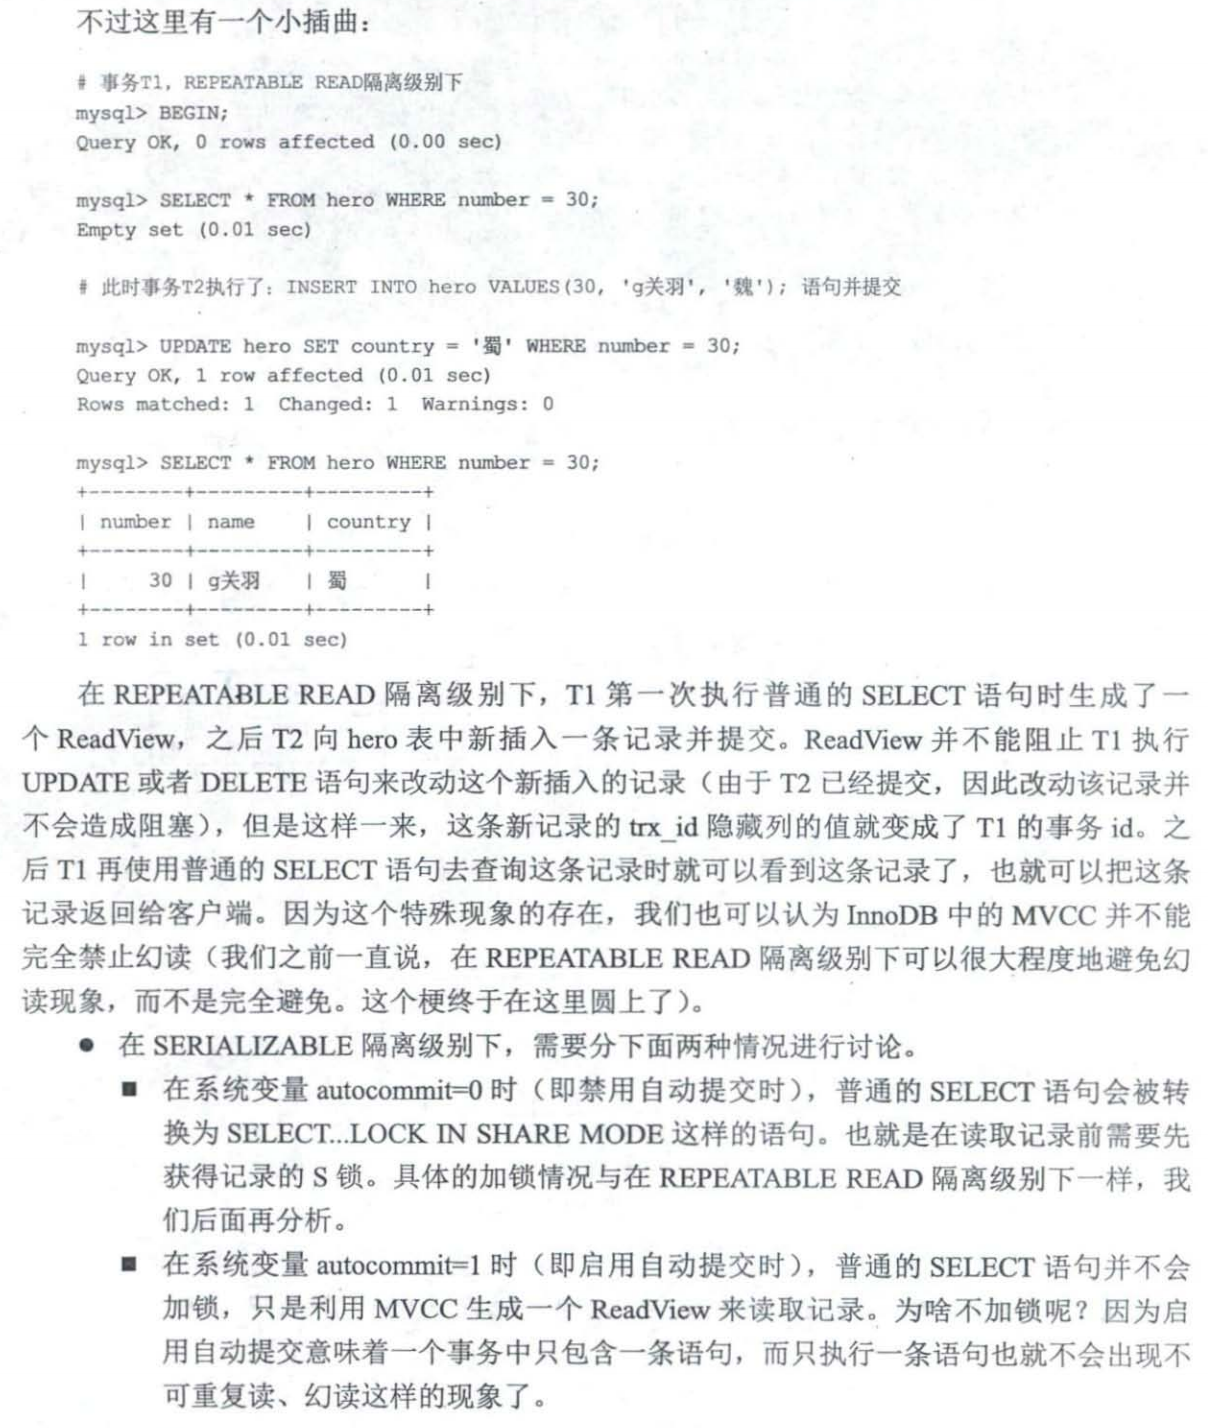 不过这里有一个小插曲：
# 事务T1, REPEATABLE READ隔离级别下
mysql> BEGIN;
Query OK, 0 rows affected (0.00 sec)
mysql> SELECT * FROM hero WHERE number = 30;
Empty set (0.01 sec)
# 此时事务T2执行了: INSERT INTO hero VALUES(30, 'g关羽', '魏'); 语句并提交
mysql> UPDATE hero SET country = '蜀' WHERE number = 30;
Query OK, 1 row affected (0.01 sec)
Rows matched: 1  Changed: 1  Warnings: 0
mysql> SELECT * FROM hero WHERE number = 30;
+--------+---------+---------+
| number | name    | country |
+--------+---------+---------+
|     30 | g关羽   | 蜀      |
+--------+---------+---------+
1 row in set (0.01 sec)
在 REPEATABLE READ 隔离级别下，T1 第一次执行普通的 SELECT 语句时生成了一
个 ReadView，之后 T2 向 hero 表中新插入一条记录并提交。ReadView 并不能阻止 T1 执行
UPDATE 或者 DELETE 语句来改动这个新插入的记录（由于 T2 已经提交，因此改动该记录并
不会造成阻塞），但是这样一来，这条新记录的 trx_id 隐藏列的值就变成了 T1 的事务 id。之
后 T1 再使用普通的 SELECT 语句去查询这条记录时就可以看到这条记录了，也就可以把这条
记录返回给客户端。因为这个特殊现象的存在，我们也可以认为 InnoDB 中的 MVCC 并不能
完全禁止幻读（我们之前一直说，在 REPEATABLE READ 隔离级别下可以很大程度地避免幻
读现象，而不是完全避免。这个梗终于在这里圆上了）。
● 在 SERIALIZABLE 隔离级别下，需要分下面两种情况进行讨论。
■ 在系统变量 autocommit=0 时（即禁用自动提交时），普通的 SELECT 语句会被转
换为 SELECT...LOCK IN SHARE MODE 这样的语句。也就是在读取记录前需要先
获得记录的 S 锁。具体的加锁情况与在 REPEATABLE READ 隔离级别下一样，我
们后面再分析。
■ 在系统变量 autocommit=1 时（即启用自动提交时），普通的 SELECT 语句并不会
加锁，只是利用 MVCC 生成一个 ReadView 来读取记录。为啥不加锁呢？因为启
用自动提交意味着一个事务中只包含一条语句，而只执行一条语句也就不会出现不
可重复读、幻读这样的现象了。